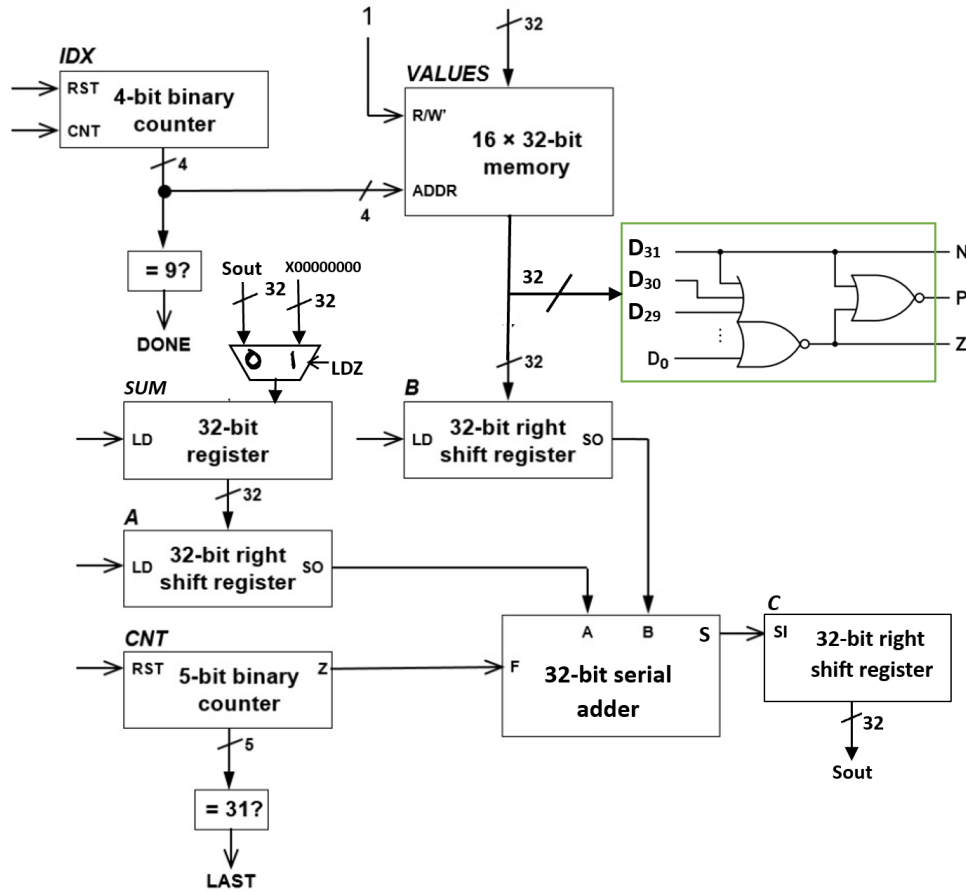 1
32
IDX
VALUES
RST
CNT
4-bit binary
counter
R/W'
16 × 32-bit
memory
ADDR
4
4
= 9?
DONE
Sout
X00000000
32
32
0
1
LDZ
32
D31
D30
D29
⋮
D0
N
P
Z
SUM
LD
32-bit
register
32
32
B
LD
32-bit right
shift register
SO
A
LD
32-bit right
shift register
SO
CNT
RST
5-bit binary
counter
Z
5
= 31?
LAST
A
B
S
F
32-bit serial
adder
C
SI
32-bit right
shift register
32
Sout